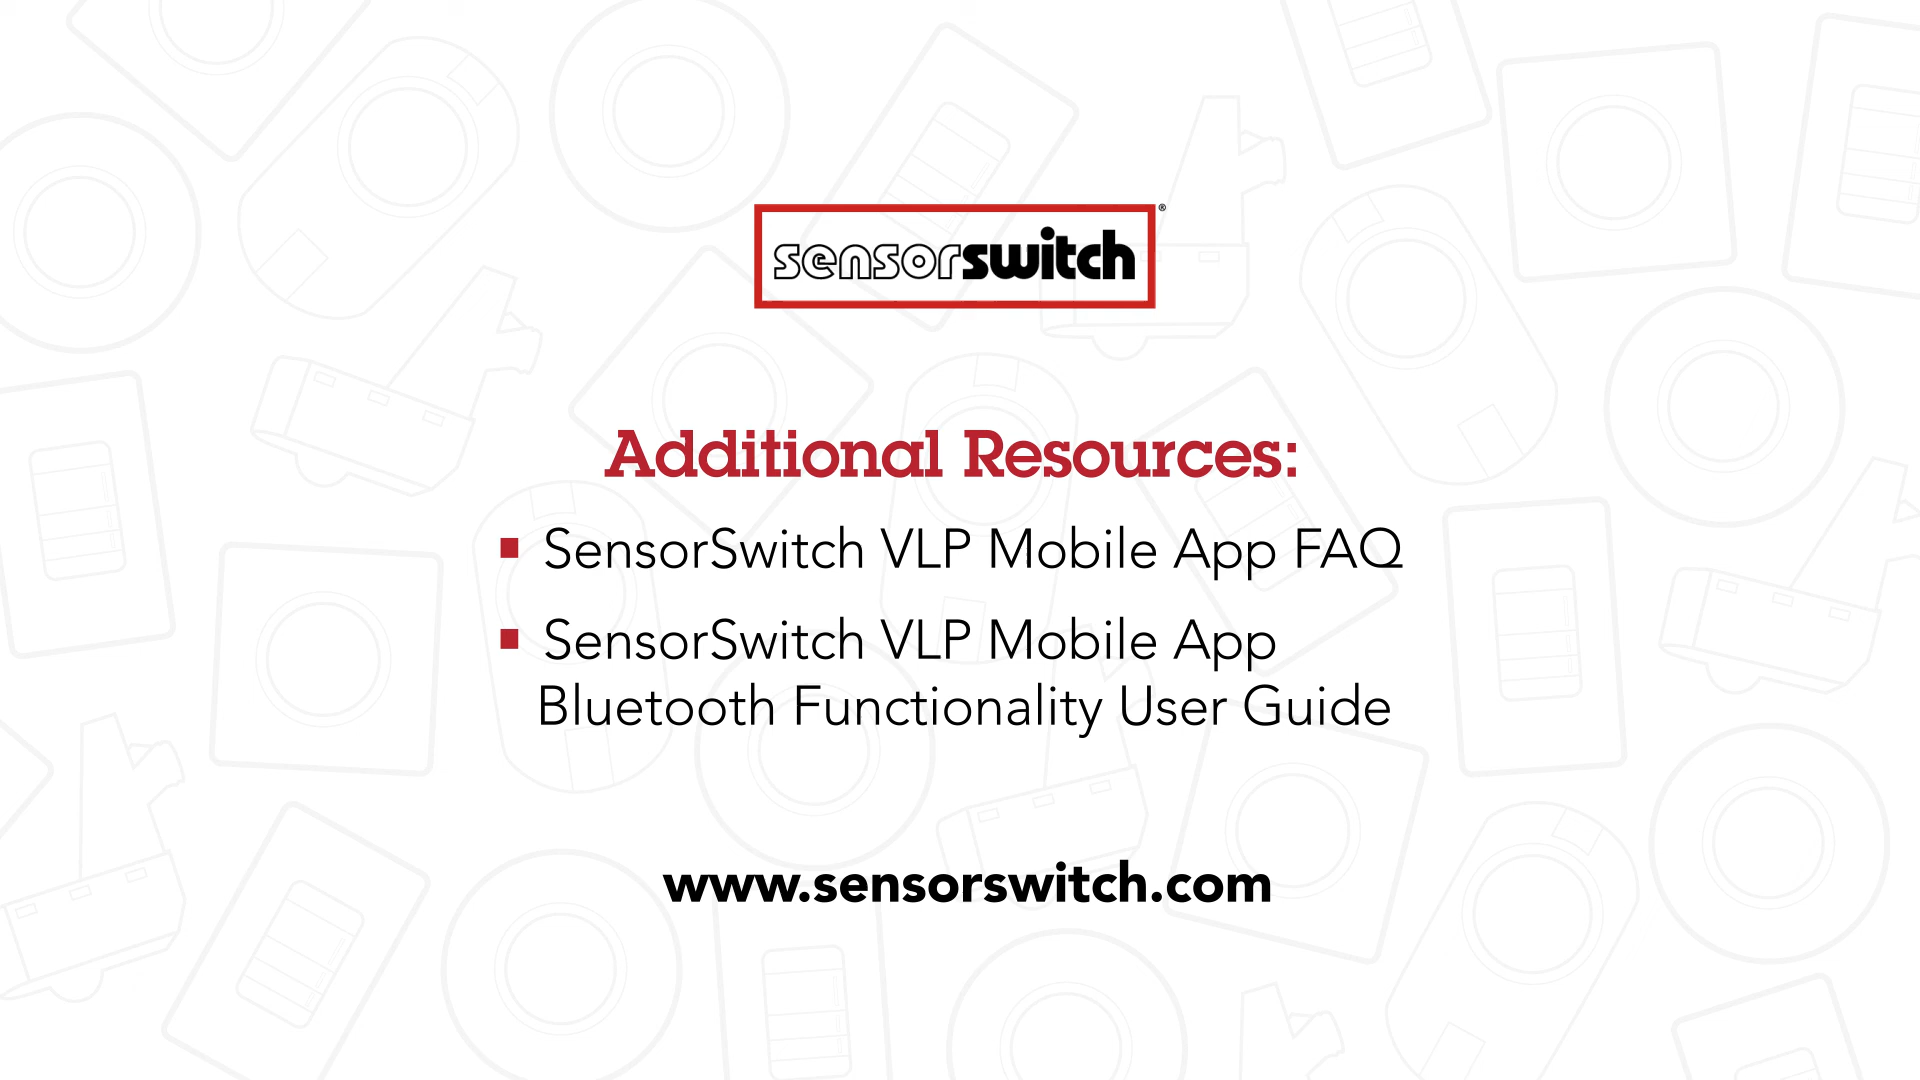 sensorswitch®
Additional Resources:
▪ SensorSwitch VLP Mobile App FAQ
▪ SensorSwitch VLP Mobile App
Bluetooth Functionality User Guide
www.sensorswitch.com